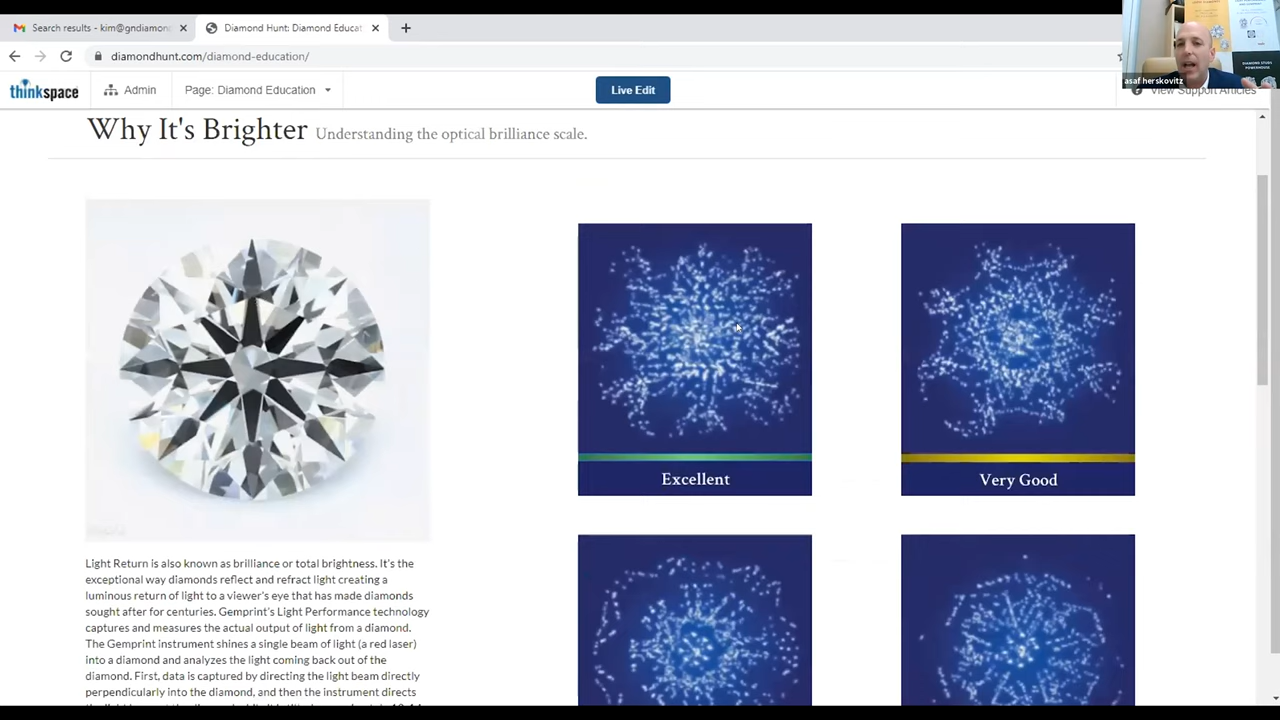 Search results - kim@gndiamon
Diamond Hunt: Diamond Educat
diamondhunt.com/diamond-education/
thinkspace
Admin
Page: Diamond Education
Live Edit
View Support Articles
asaf herskovitz
Why It's Brighter Understanding the optical brilliance scale.
Excellent
Very Good
Light Return is also known as brilliance or total brightness. It's the
exceptional way diamonds reflect and refract light creating a
luminous return of light to a viewer's eye that has made diamonds
sought after for centuries. Gemprint's Light Performance technology
captures and measures the actual output of light from a diamond.
The Gemprint instrument shines a single beam of light (a red laser)
into a diamond and analyzes the light coming back out of the
diamond. First, data is captured by directing the light beam directly
perpendicularly into the diamond, and then the instrument directs